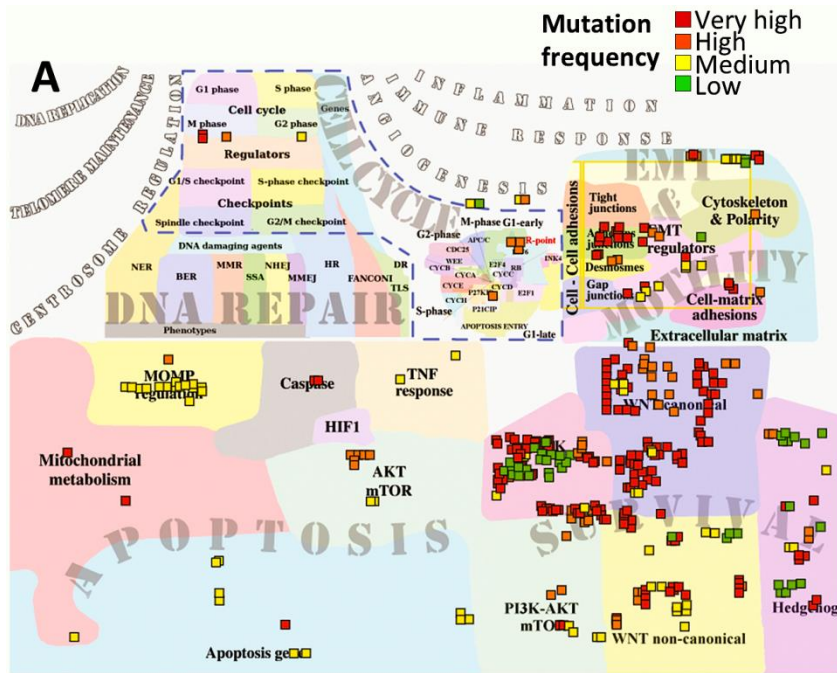 Mutation
frequency
Very high
High
Medium
Low
A
DNA REPLICATION
TELOMERE MAINTENANCE
CENTROSOME REGULATION
INFLAMMATION
IMMUNE RESPONSE
ANGIOGENESIS
CELL CYCLE
G1 phase
S phase
Cell cycle
Genes
M phase
G2 phase
Regulators
G1/S checkpoint
S-phase checkpoint
Checkpoints
Spindle checkpoint
G2/M checkpoint
DNA damaging agents
NER
BER
MMR
SSA
NHEJ
MMEJ
HR
FANCONI
DR
TLS
DNA REPAIR
Phenotypes
M-phase
G1-early
G2-phase
APC/C
R-point
CDC25
WEE
E2F4
RB
INK4
CYCB
CYCA
CYCC
CYCE
CYCD
P27K
E2F1
CYCH
P21CIP
S-phase
APOPTOSIS ENTRY
G1-late
Cell - Cell adhesions
EMT
&
MOTILITY
Tight
junctions
Cytoskeleton
& Polarity
junctions
EMT
regulators
Desmosmes
Gap
junction
Cell-matrix
adhesions
Extracellular matrix
MOMP
regulation
Caspase
TNF
response
HIF1
Mitochondrial
metabolism
AKT
mTOR
WNT canonical
APOPTOSIS
SURVIVAL
PI3K-AKT
mTO
WNT non-canonical
Hedgehog
Apoptosis ge